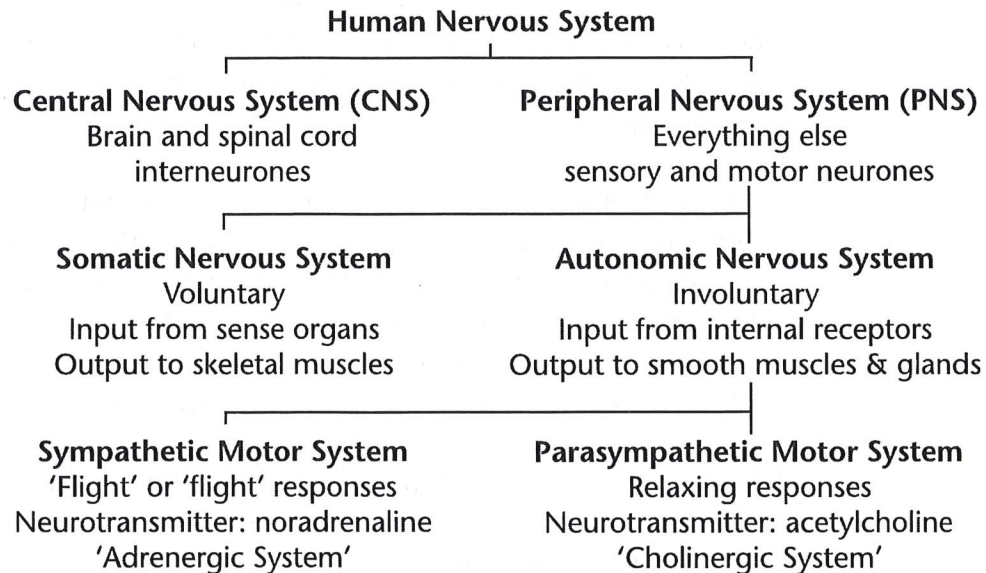 Human Nervous System
Central Nervous System (CNS)
Brain and spinal cord
interneurones
Peripheral Nervous System (PNS)
Everything else
sensory and motor neurones
Somatic Nervous System
Voluntary
Input from sense organs
Output to skeletal muscles
Autonomic Nervous System
Involuntary
Input from internal receptors
Output to smooth muscles & glands
Sympathetic Motor System
‘Flight’ or ‘flight’ responses
Neurotransmitter: noradrenaline
‘Adrenergic System’
Parasympathetic Motor System
Relaxing responses
Neurotransmitter: acetylcholine
‘Cholinergic System’